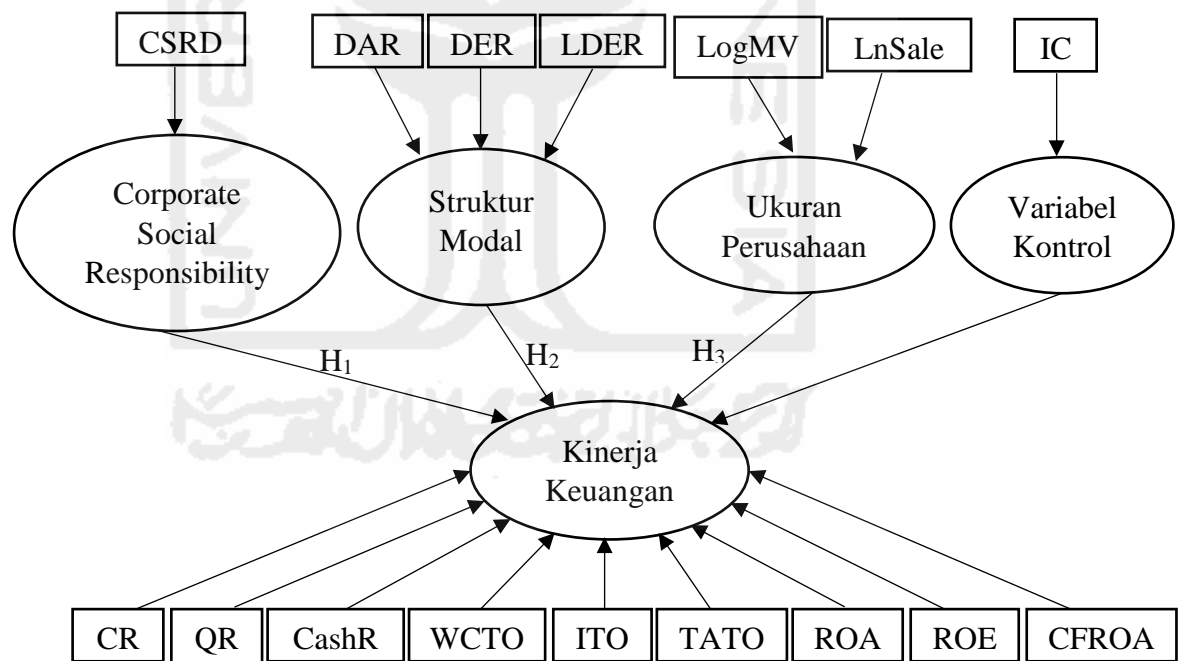 CSRD
DAR
DER
LDER
LogMV
LnSale
IC
Corporate
Social
Responsibility
Struktur
Modal
Ukuran
Perusahaan
Variabel
Kontrol
H₁
H₂
H₃
Kinerja
Keuangan
CR
QR
CashR
WCTO
ITO
TATO
ROA
ROE
CFROA